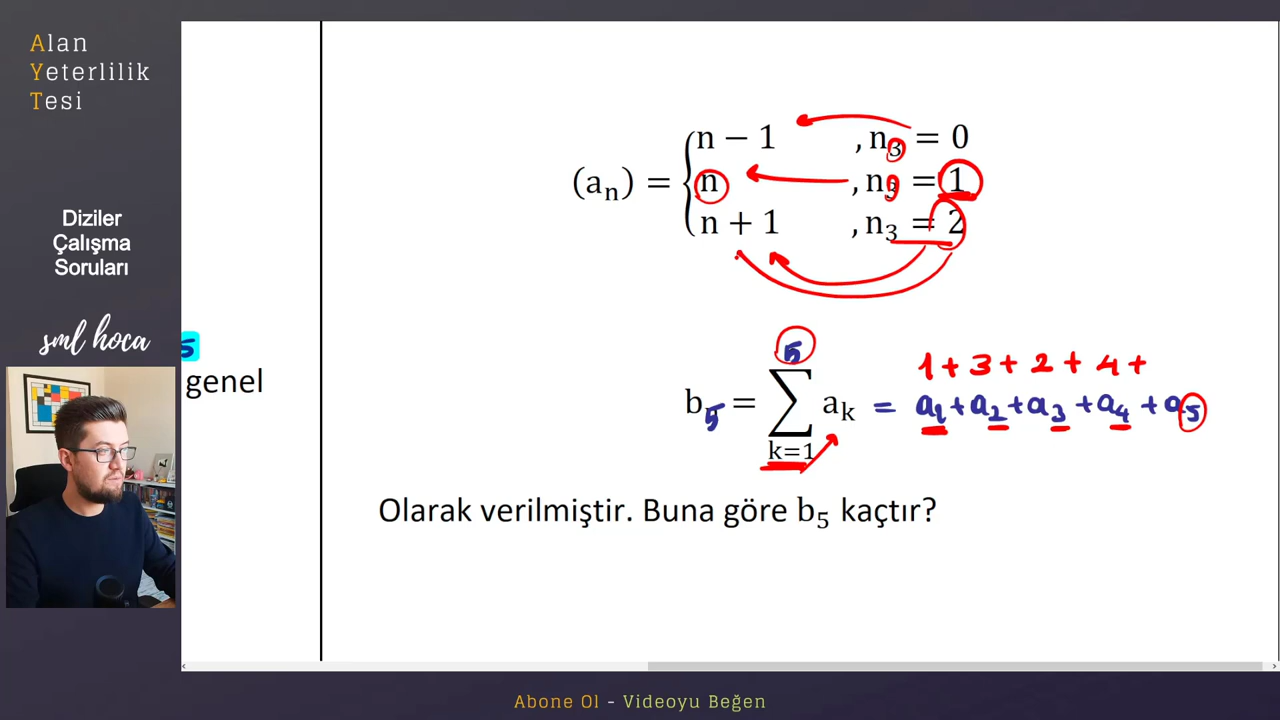 Alan
Yeterlilik
Tesi
Diziler
Çalışma
Soruları
sml hoca
5
genel
n − 1 , n₃ = 0
(aₙ) = { n , n₃ = 1
n + 1 , n₃ = 2
5
1 + 3 + 2 + 4 +
b₅ = ∑ aₖ = a₁ + a₂ + a₃ + a₄ + a₅
k=1
Olarak verilmiştir. Buna göre b₅ kaçtır?
Abone Ol - Videoyu Beğen